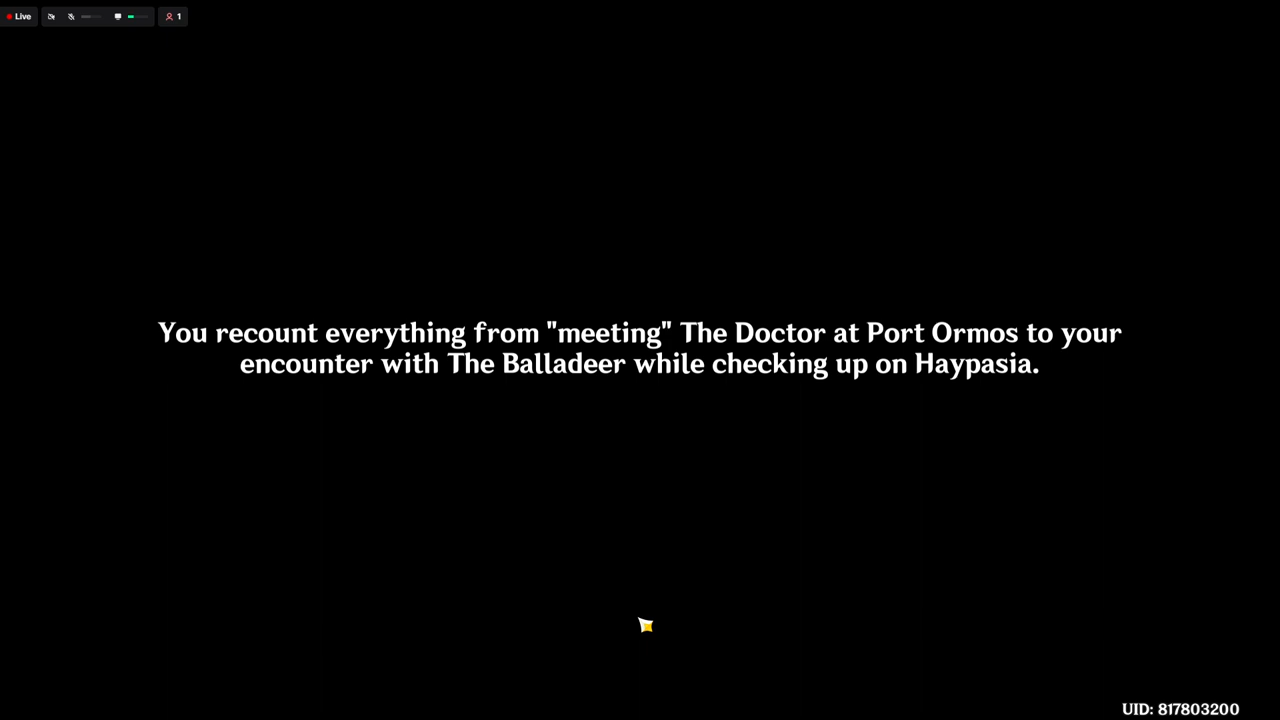 Live
1
You recount everything from "meeting" The Doctor at Port Ormos to your
encounter with The Balladeer while checking up on Haypasia.
UID: 817803200